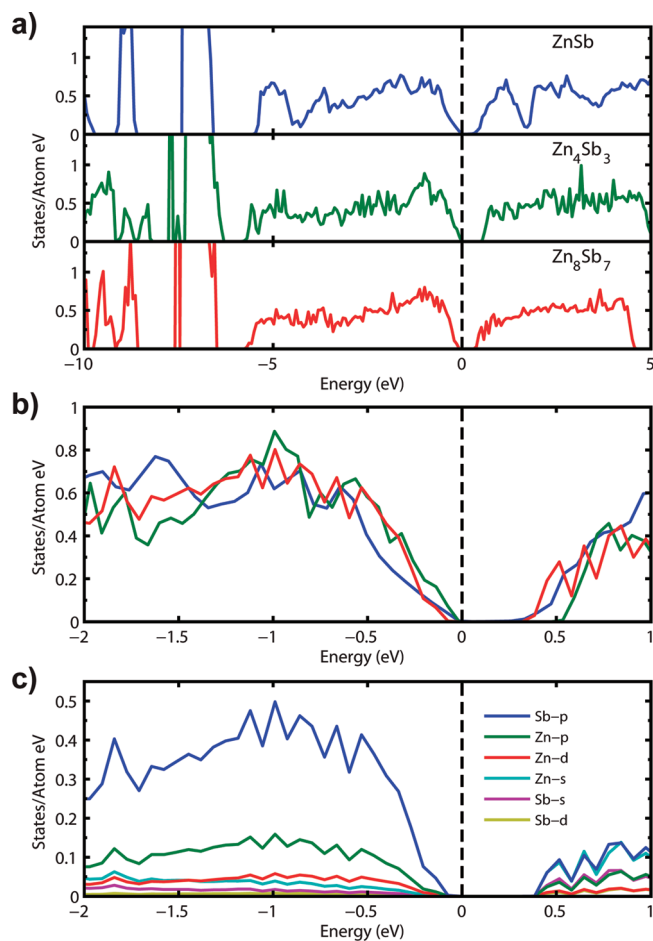 a)
ZnSb
1
0.5
0
Zn4Sb3
1
0.5
0
Zn8Sb7
1
0.5
0
States/Atom eV
−10
−5
0
5
Energy (eV)
b)
1
0.8
0.6
0.4
0.2
0
States/Atom eV
−2
−1.5
−1
−0.5
0
0.5
1
Energy (eV)
c)
0.5
0.4
0.3
0.2
0.1
0
States/Atom eV
Sb−p
Zn−p
Zn−d
Zn−s
Sb−s
Sb−d
−2
−1.5
−1
−0.5
0
0.5
1
Energy (eV)